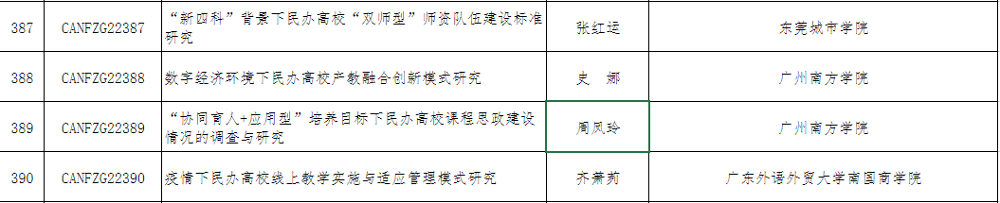 387 CANFZG22387 “新四科”背景下民办高校“双师型”师资队伍建设标准 张红运 东莞城市学院
研究
388 CANFZG22388 数字经济环境下民办高校产教融合创新模式研究 史 娜 广州南方学院
389 CANFZG22389 “协同育人+应用型”培养目标下民办高校课程思政建设 周凤玲 广州南方学院
情况的调查与研究
390 CANFZG22390 疫情下民办高校线上教学实施与适应管理模式研究 齐萧苑 广东外语外贸大学南国商学院